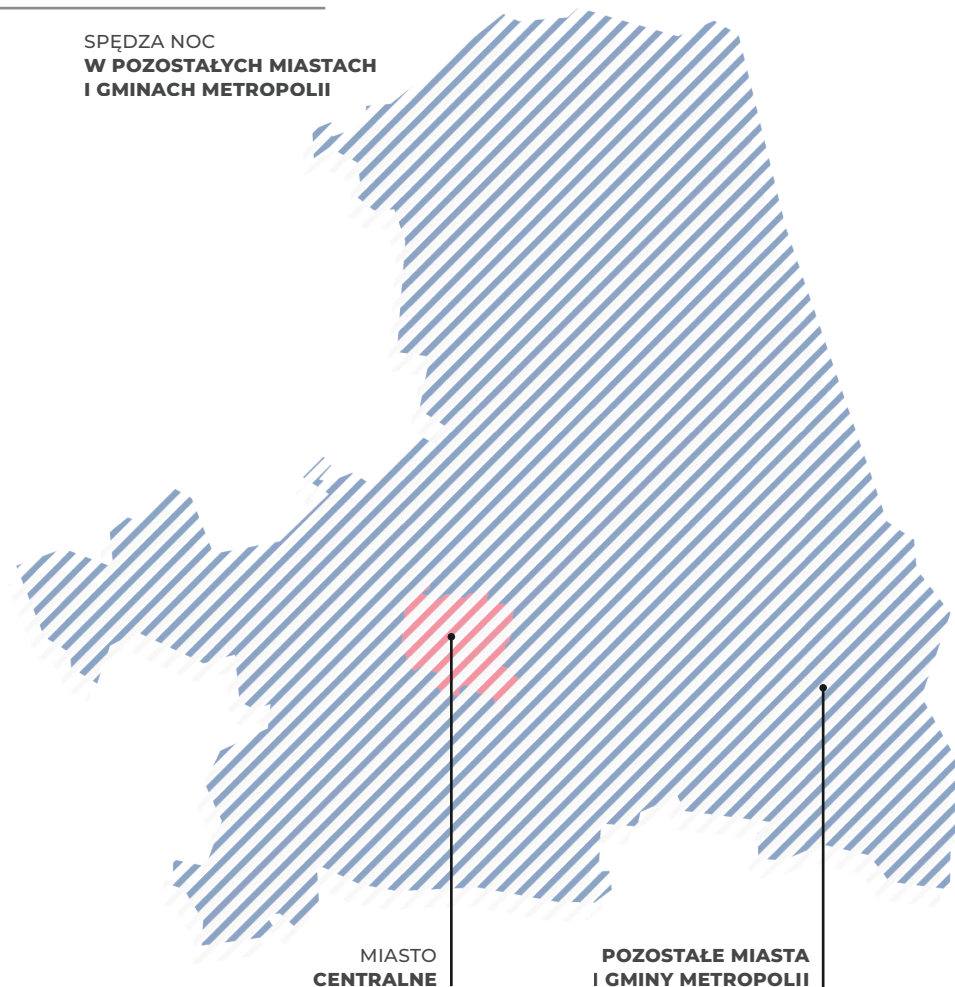 SPĘDZA NOC
W POZOSTAŁYCH MIASTACH
I GMINACH METROPOLII
MIASTO
CENTRALNE
POZOSTAŁE MIASTA
I GMINY METROPOLII